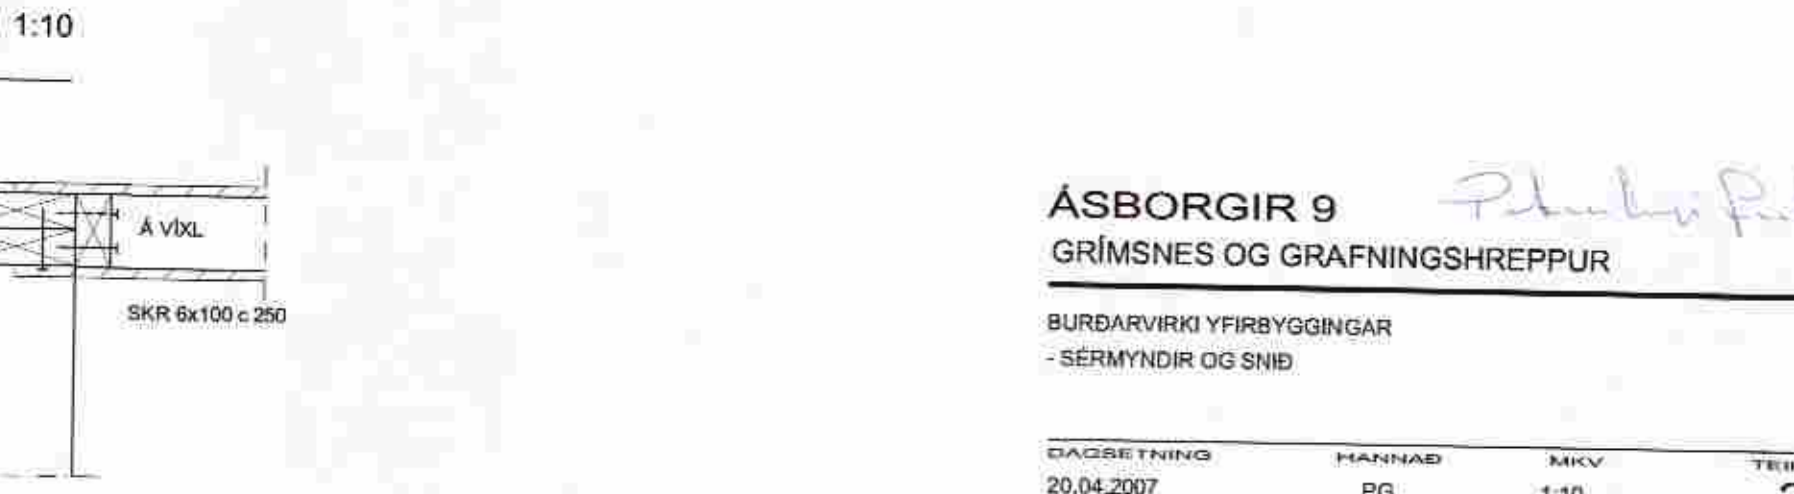 1:10
Á VÍXL
SKR 6x100 c 250
ÁSBORGIR 9
GRÍMSNES OG GRAFNINGSHREPPUR
BURÐARVIRKI YFIRBYGGINGAR
- SÉRMYNDIR OG SNIÐ
DAGSETNING HANNAÐ MKV
20.04.2007 PG 1:10